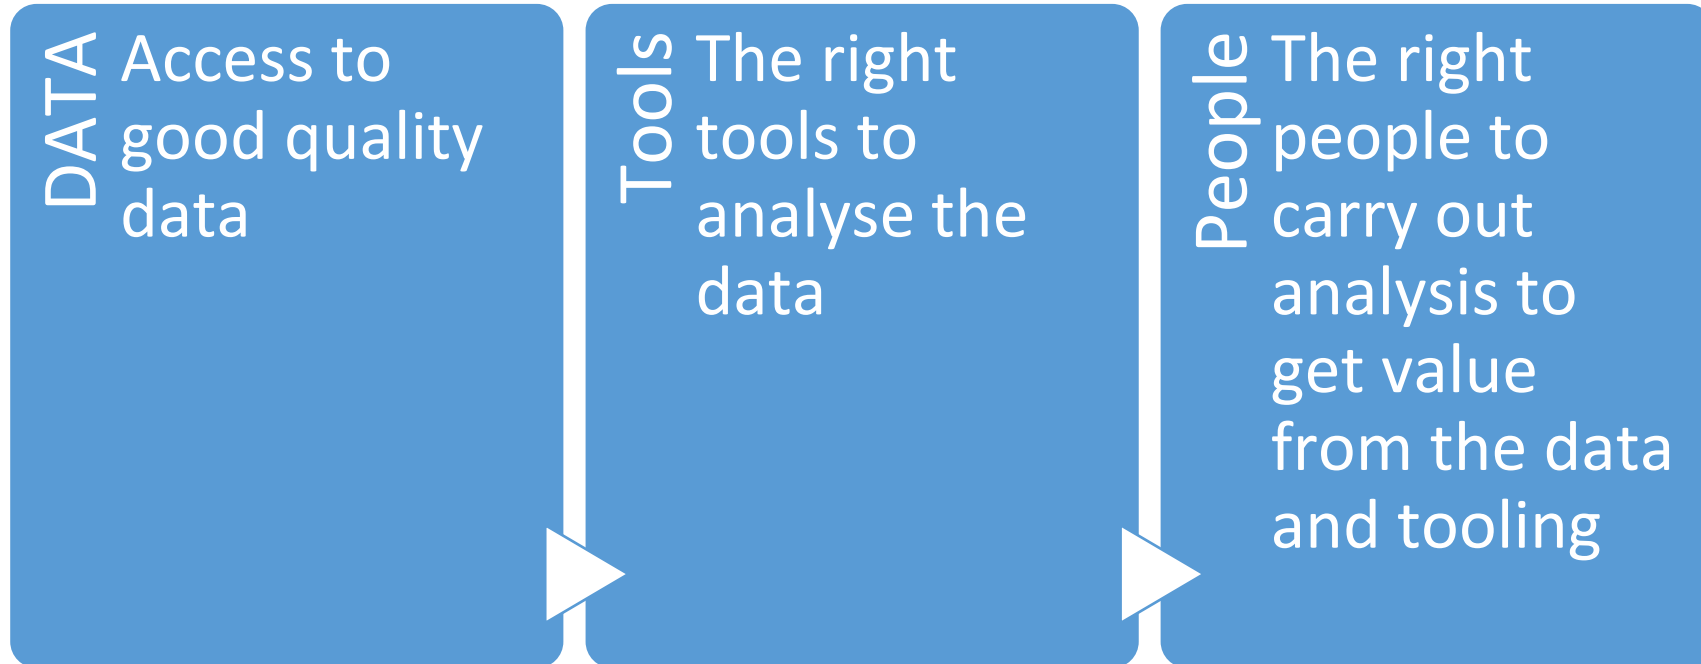 DATA
Access to
good quality
data
Tools
The right
tools to
analyse the
data
People
The right
people to
carry out
analysis to
get value
from the data
and tooling